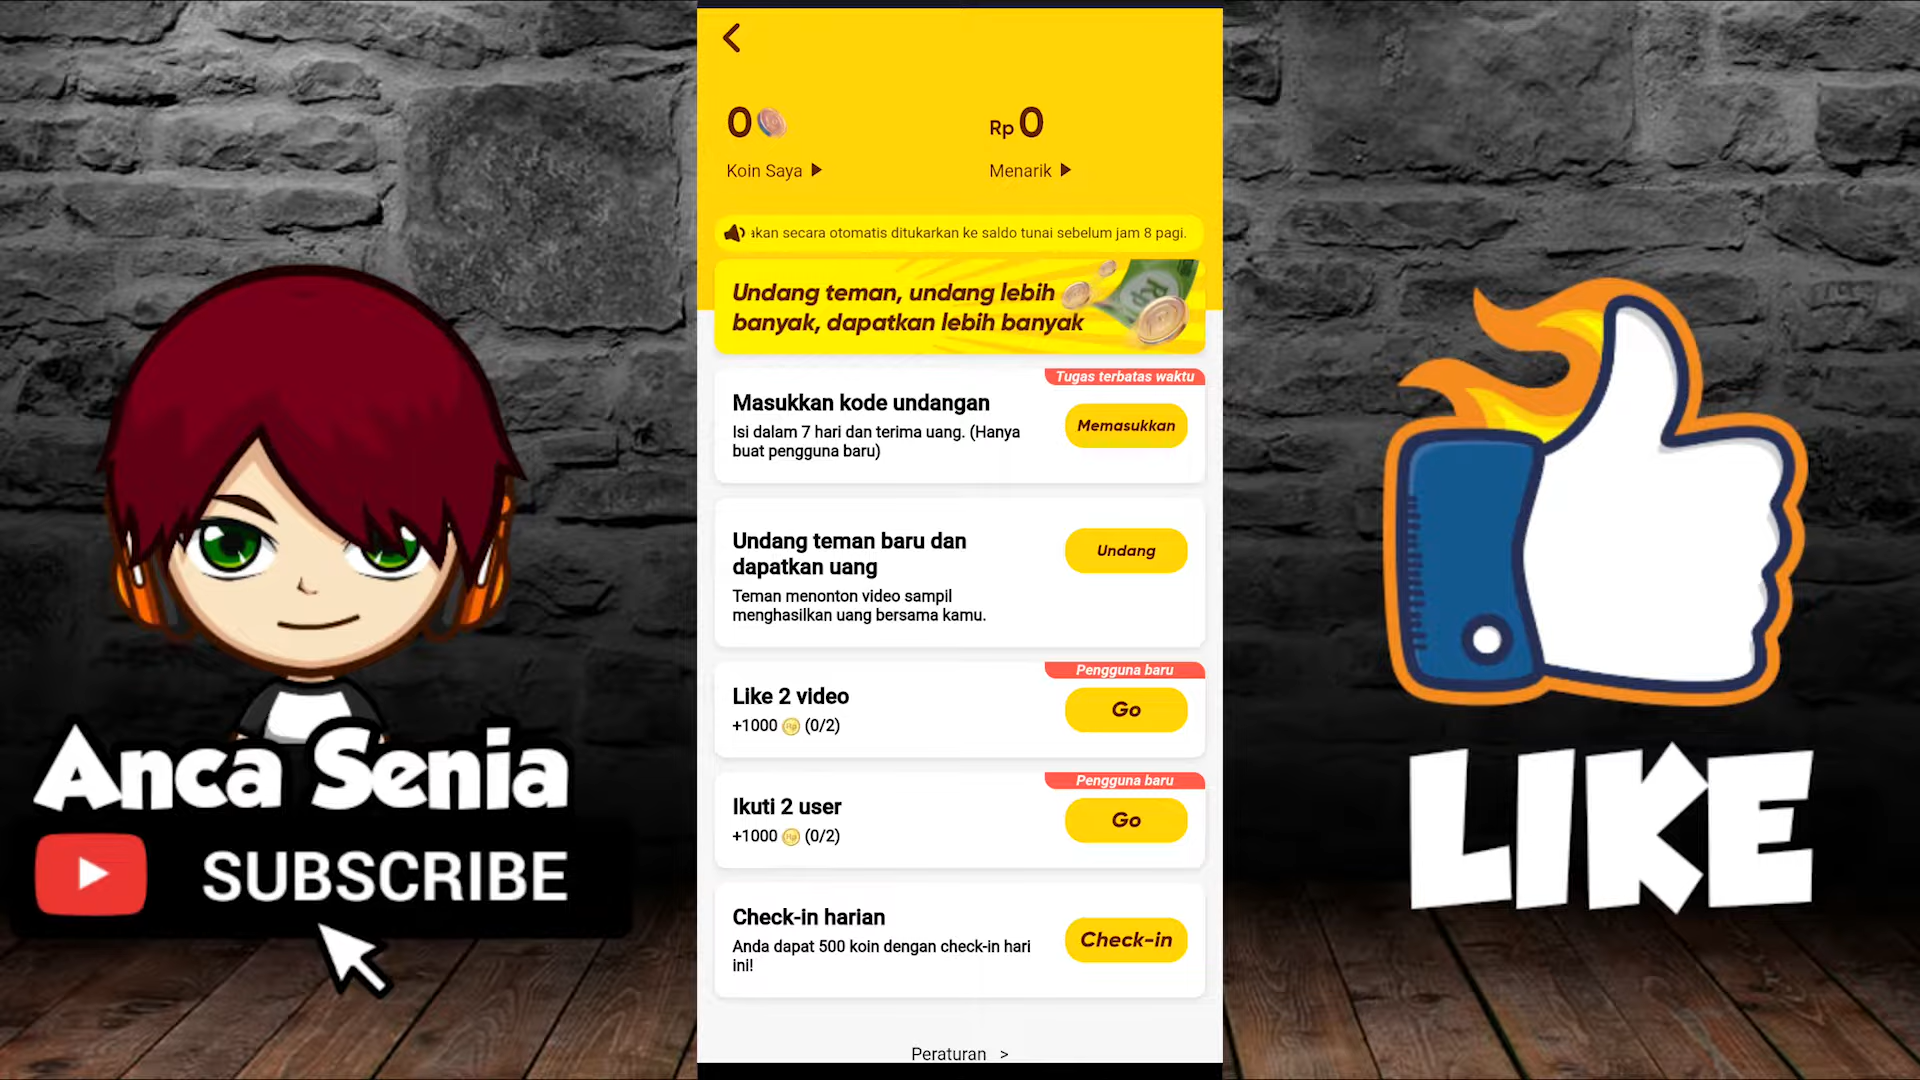 0
Rp 0
Koin Saya
Menarik
akan secara otomatis ditukarkan ke saldo tunai sebelum jam 8 pagi.
Undang teman, undang lebih
banyak, dapatkan lebih banyak
Tugas terbatas waktu
Masukkan kode undangan
Isi dalam 7 hari dan terima uang. (Hanya
buat pengguna baru)
Memasukkan
Undang teman baru dan
dapatkan uang
Teman menonton video sampil
menghasilkan uang bersama kamu.
Undang
Pengguna baru
Like 2 video
+1000 (0/2)
Go
Pengguna baru
Ikuti 2 user
+1000 (0/2)
Go
Check-in harian
Anda dapat 500 koin dengan check-in hari
ini!
Check-in
Peraturan >
Anca Senia
SUBSCRIBE
LIKE